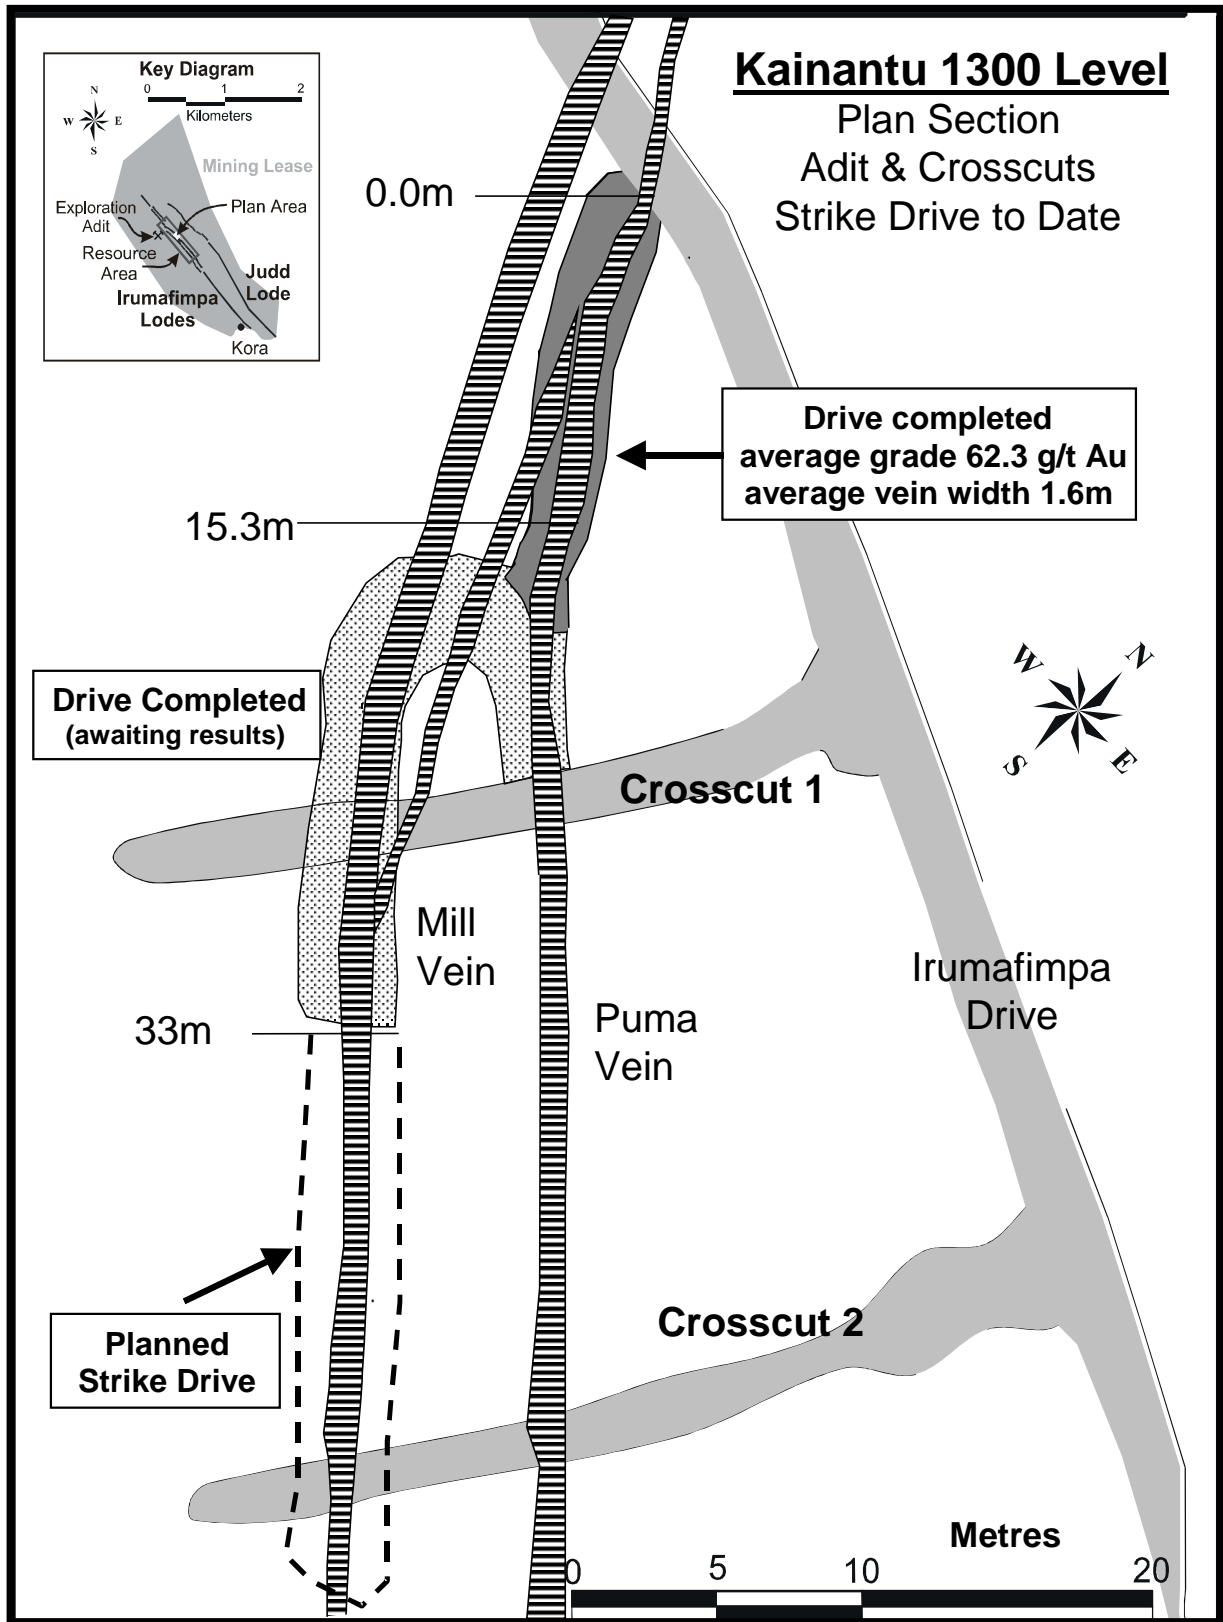 Kainantu 1300 Level
Plan Section
Adit & Crosscuts
Strike Drive to Date
Key Diagram
0 1 2
Kilometers
N
W E
S
Mining Lease
Exploration
Adit
Plan Area
Resource
Area
Judd
Lode
Irumafimpa
Lodes
Kora
0.0m
Drive completed
average grade 62.3 g/t Au
average vein width 1.6m
15.3m
Drive Completed
(awaiting results)
W N
S E
Crosscut 1
Mill
Vein
Irumafimpa
Drive
Puma
Vein
33m
Crosscut 2
Planned
Strike Drive
Metres
0 5 10 20